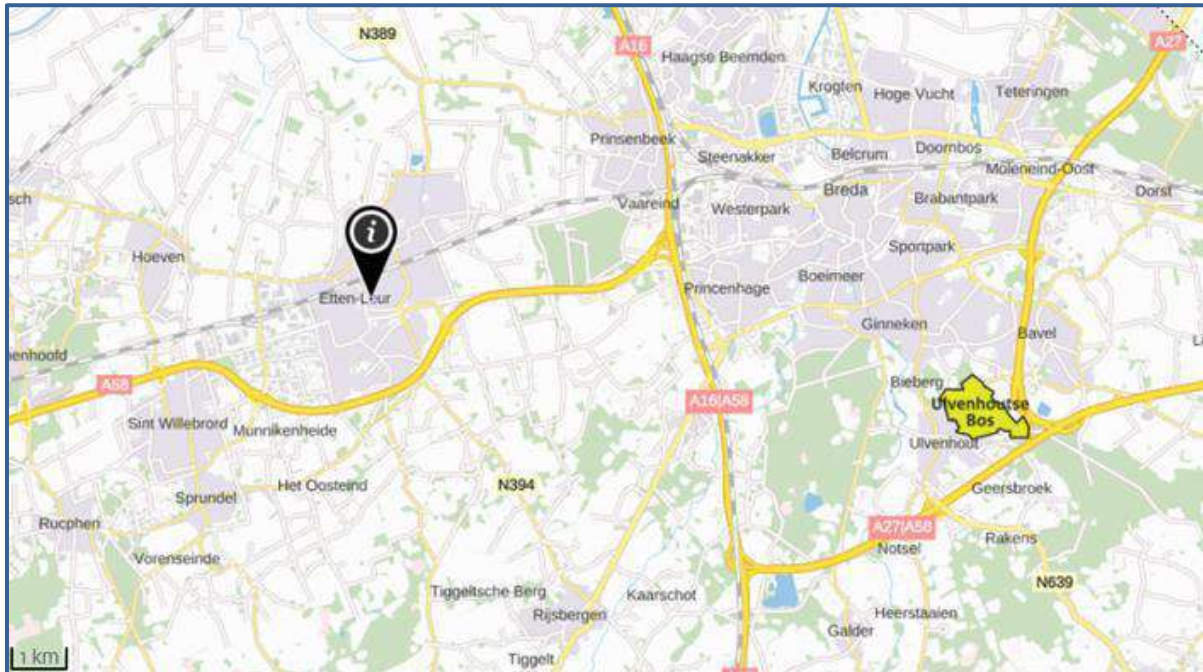 N389
A16
Haagse Beemden
A27
Kroglen
Hoge Vucht
Teteringen
Prinsenbeek
Steenakker
Belcrum
Doornbos
Moleneind-Oost
sch
Vaareind
Westerpark
Breda
Brabantpark
Dorst
i
Hoeven
Sportpark
Etten-Leur
Princenhage
Boeimeer
Ginneken
Bavel
nenhoofd
A58
A16|A58
Bieberg
Ulvenhoutse
Bos
Sint Willebrord
Munnikenheide
Ulvenhout
Het Oosteind
N394
Sprundel
Geersbroek
Rucphen
A27|A58
Rakens
Vorenseinde
Notsel
Tiggeltsche Berg
Kaarschot
N639
Rijsbergen
Heerstaaien
Galder
Tiggelt
1 km